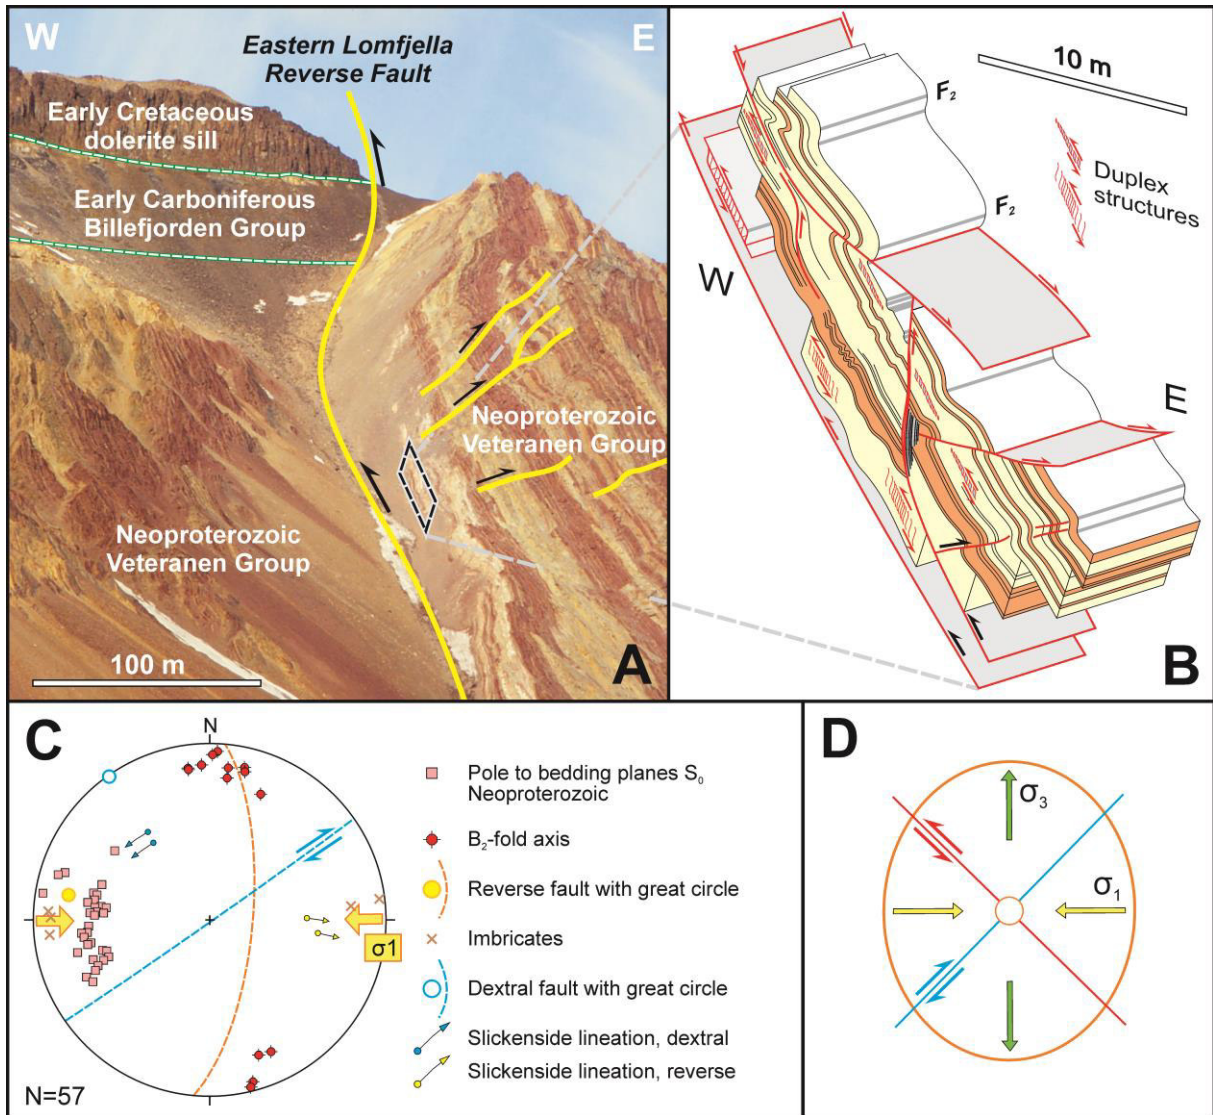 W
E
Eastern Lomfjella
Reverse Fault
Early Cretaceous
dolerite sill
Early Carboniferous
Billefjorden Group
Neoproterozoic
Veteranen Group
Neoproterozoic
Veteranen Group
100 m
A
10 m
F₂
F₂
Duplex
structures
W
E
B
C
N
σ1
N=57
Pole to bedding planes S₀
Neoproterozoic
B₂-fold axis
Reverse fault with great circle
Imbricates
Dextral fault with great circle
Slickenside lineation, dextral
Slickenside lineation, reverse
D
σ₃
σ₁